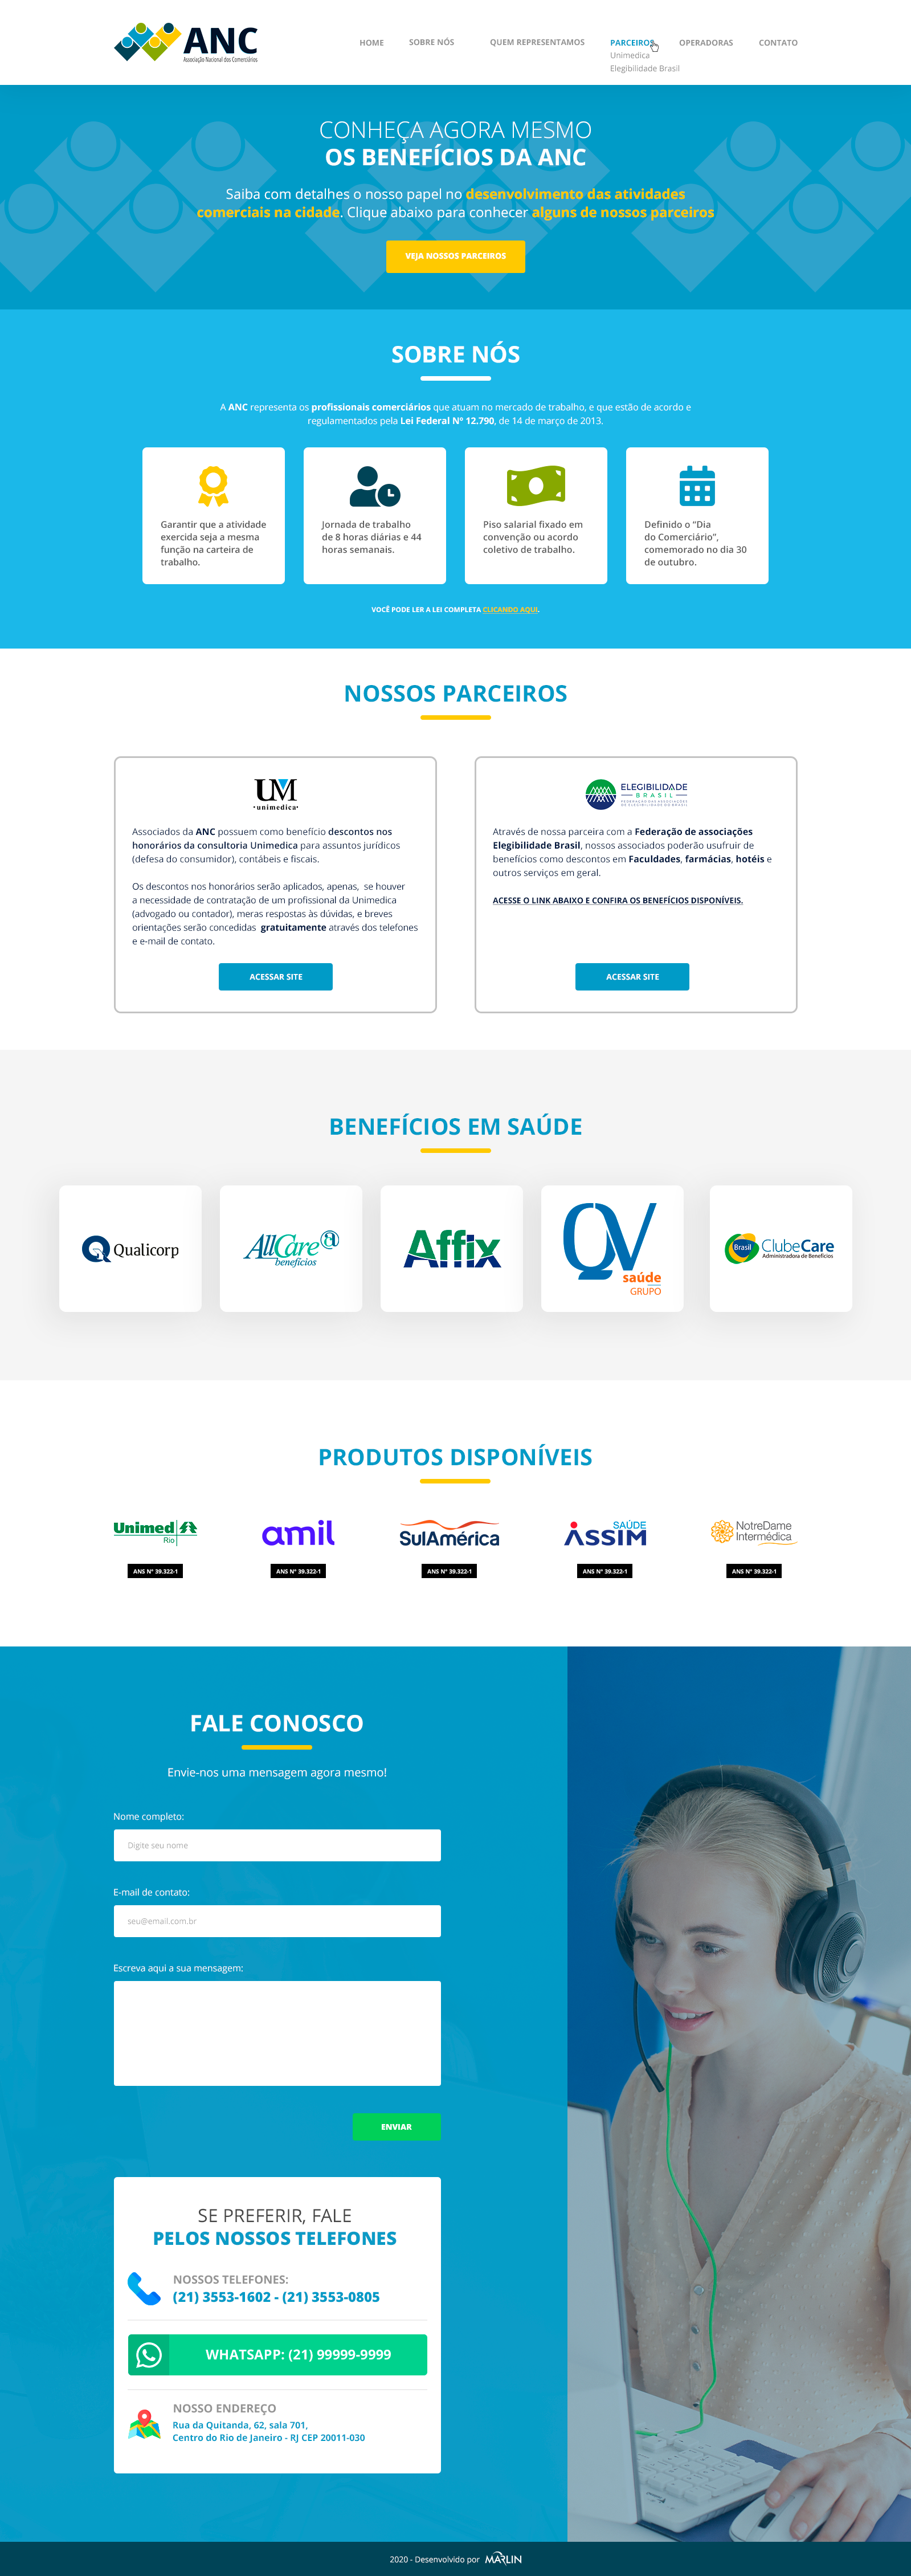 ANC
Associação Nacional dos Comerciários
HOME
SOBRE NÓS
QUEM REPRESENTAMOS
PARCEIROS
OPERADORAS
CONTATO
Unimedica
Elegibilidade Brasil
CONHEÇA AGORA MESMO
OS BENEFÍCIOS DA ANC
Saiba com detalhes o nosso papel no desenvolvimento das atividades
comerciais na cidade. Clique abaixo para conhecer alguns de nossos parceiros
VEJA NOSSOS PARCEIROS
SOBRE NÓS
A ANC representa os profissionais comerciários que atuam no mercado de trabalho, e que estão de acordo e
regulamentados pela Lei Federal Nº 12.790, de 14 de março de 2013.
Garantir que a atividade
exercida seja a mesma
função na carteira de
trabalho.
Jornada de trabalho
de 8 horas diárias e 44
horas semanais.
Piso salarial fixado em
convenção ou acordo
coletivo de trabalho.
Definido o “Dia
do Comerciário”,
comemorado no dia 30
de outubro.
VOCÊ PODE LER A LEI COMPLETA CLICANDO AQUI.
NOSSOS PARCEIROS
UM
unimedica
Associados da ANC possuem como benefício descontos nos
honorários da consultoria Unimedica para assuntos jurídicos
(defesa do consumidor), contábeis e fiscais.
Os descontos nos honorários serão aplicados, apenas, se houver
a necessidade de contratação de um profissional da Unimedica
(advogado ou contador), meras respostas às dúvidas, e breves
orientações serão concedidas gratuitamente através dos telefones
e e-mail de contato.
ACESSAR SITE
ELEGIBILIDADE
BRASIL
FEDERAÇÃO DAS ASSOCIAÇÕES
DE ELEGIBILIDADE DO BRASIL
Através de nossa parceira com a Federação de associações
Elegibilidade Brasil, nossos associados poderão usufruir de
benefícios como descontos em Faculdades, farmácias, hotéis e
outros serviços em geral.
ACESSE O LINK ABAIXO E CONFIRA OS BENEFÍCIOS DISPONÍVEIS.
ACESSAR SITE
BENEFÍCIOS EM SAÚDE
Qualicorp
AllCare
benefícios
Affix
QV
saúde
GRUPO
Brasil ClubeCare
Administradora de Benefícios
PRODUTOS DISPONÍVEIS
Unimed
Rio
amil
SulAmérica
SAÚDE
ASSIM
NotreDame
Intermédica
ANS Nº 39.322-1
ANS Nº 39.322-1
ANS Nº 39.322-1
ANS Nº 39.322-1
ANS Nº 39.322-1
FALE CONOSCO
Envie-nos uma mensagem agora mesmo!
Nome completo:
Digite seu nome
E-mail de contato:
seu@email.com.br
Escreva aqui a sua mensagem:
ENVIAR
SE PREFERIR, FALE
PELOS NOSSOS TELEFONES
NOSSOS TELEFONES:
(21) 3553-1602 - (21) 3553-0805
WHATSAPP: (21) 99999-9999
NOSSO ENDEREÇO
Rua da Quitanda, 62, sala 701,
Centro do Rio de Janeiro - RJ CEP 20011-030
2020 - Desenvolvido por MARLIN